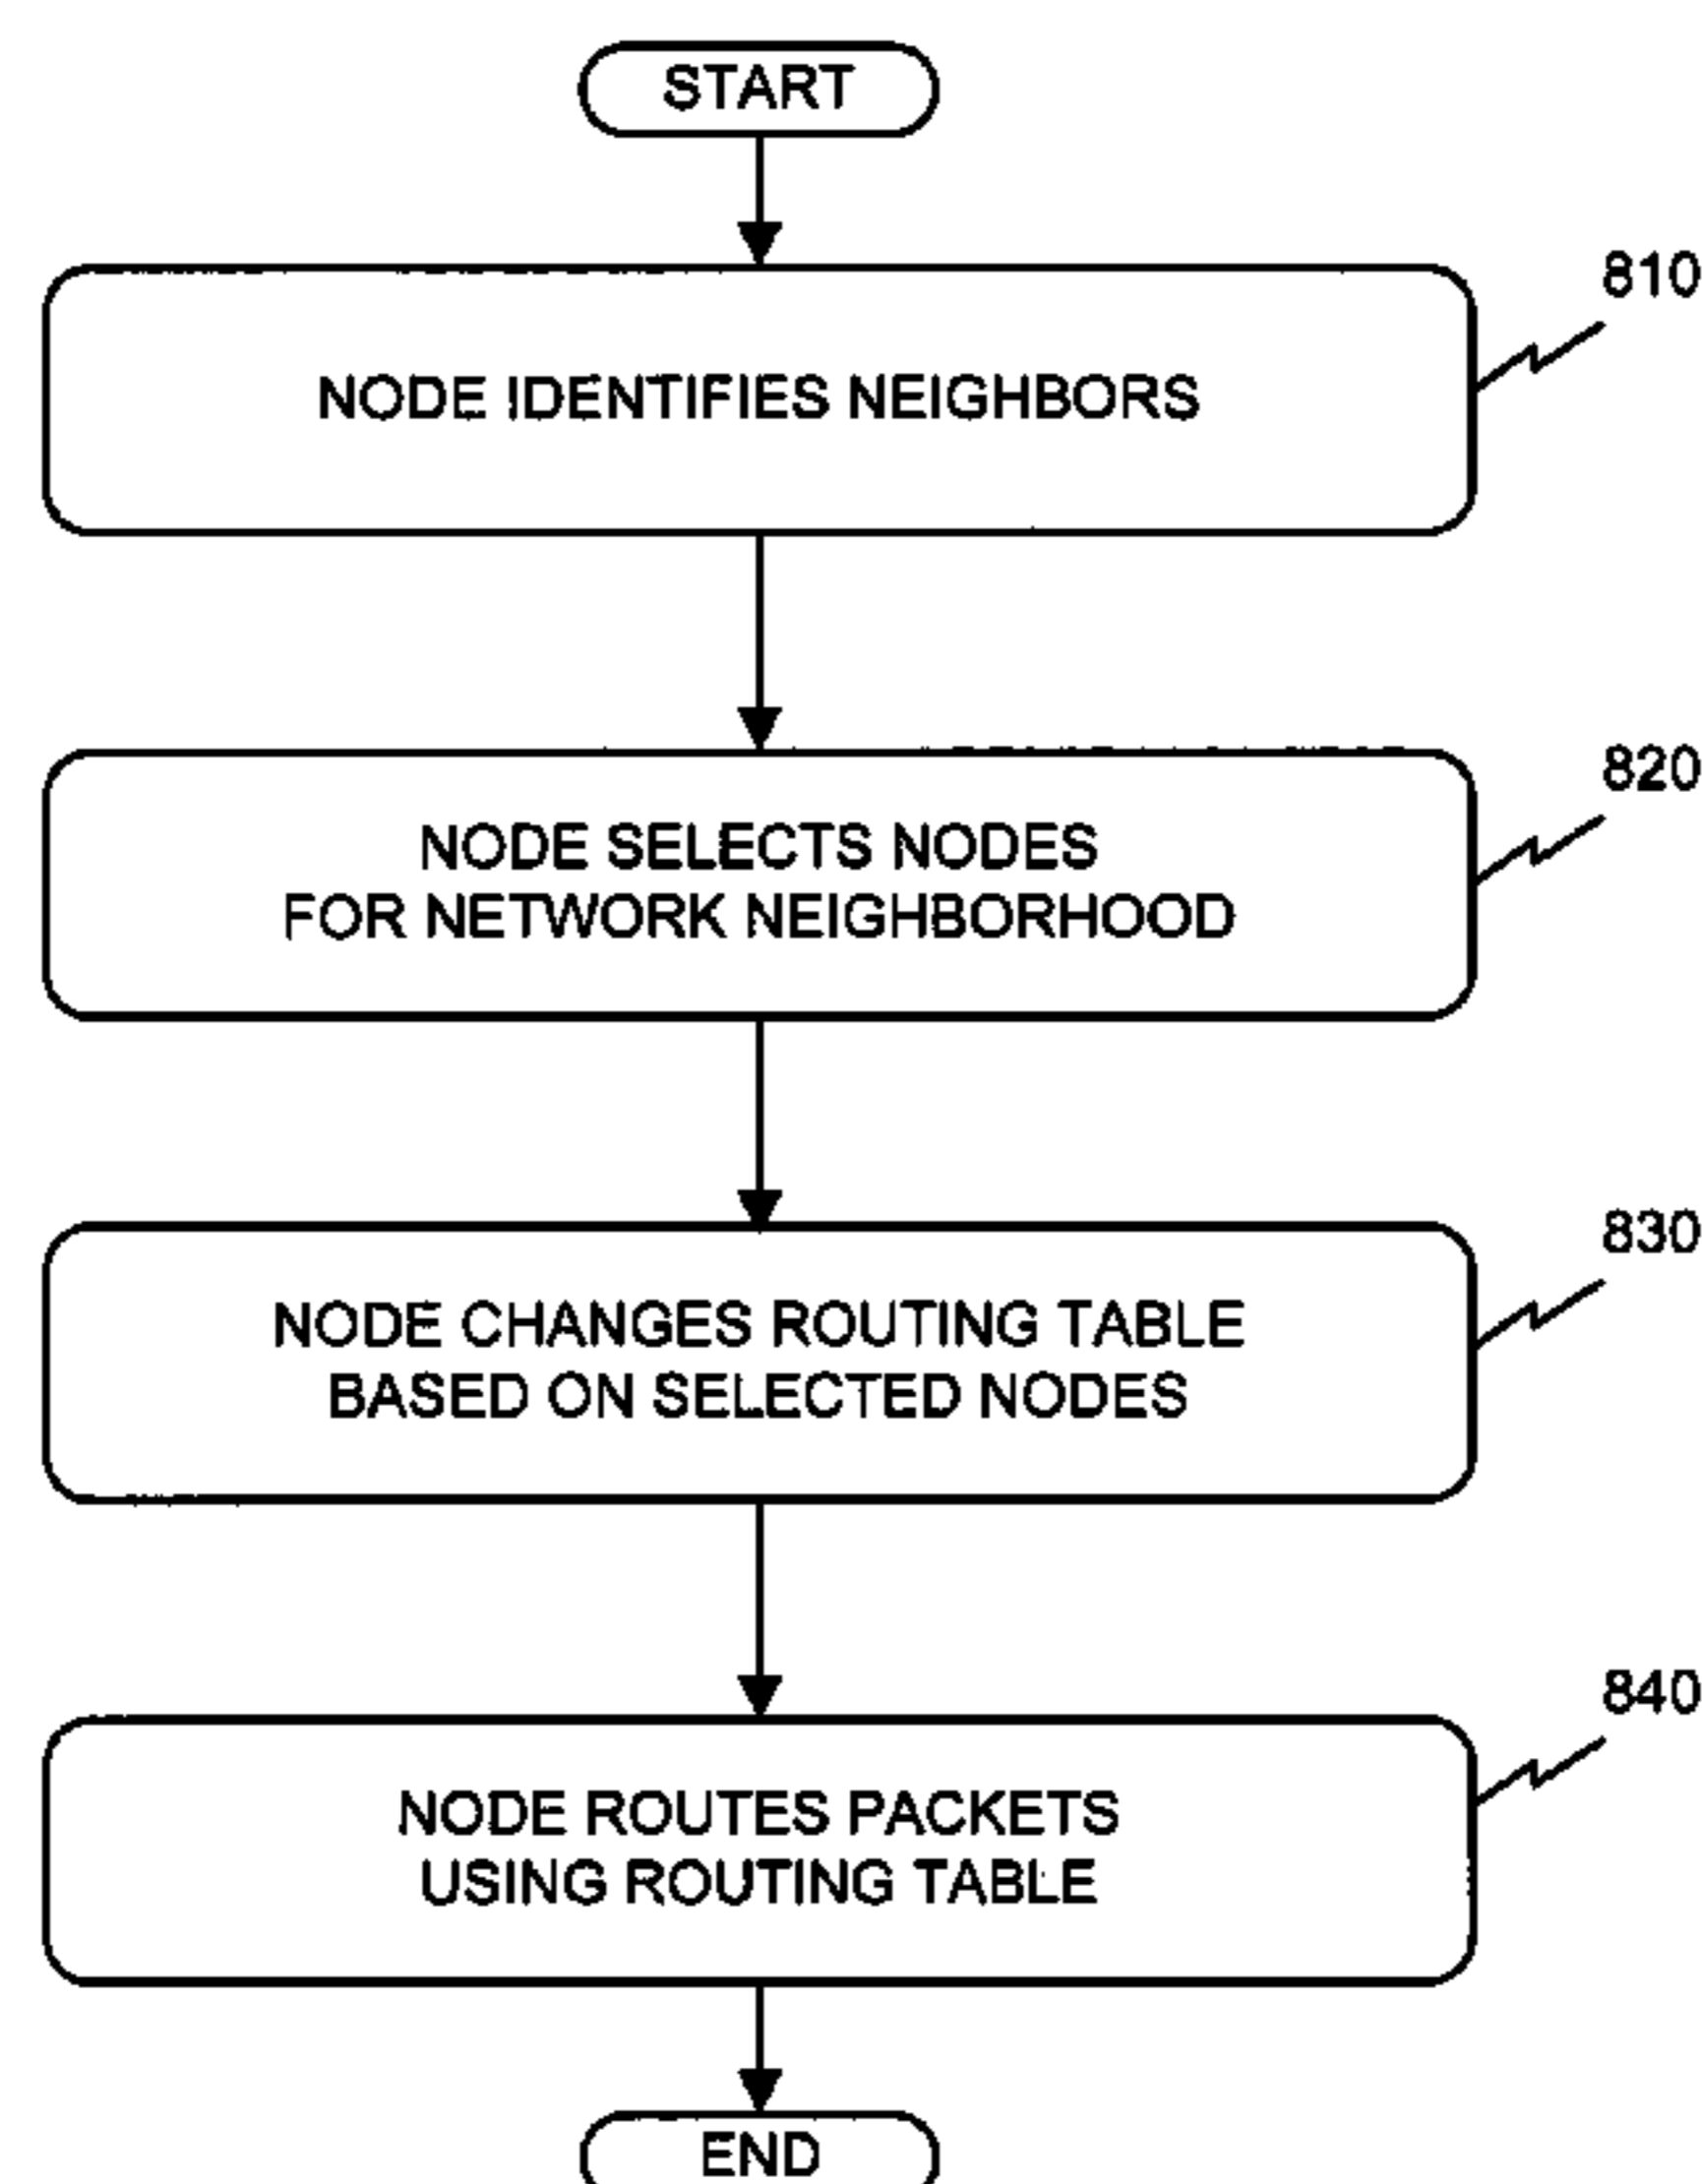 START
810
NODE IDENTIFIES NEIGHBORS
820
NODE SELECTS NODES
FOR NETWORK NEIGHBORHOOD
830
NODE CHANGES ROUTING TABLE
BASED ON SELECTED NODES
840
NODE ROUTES PACKETS
USING ROUTING TABLE
END